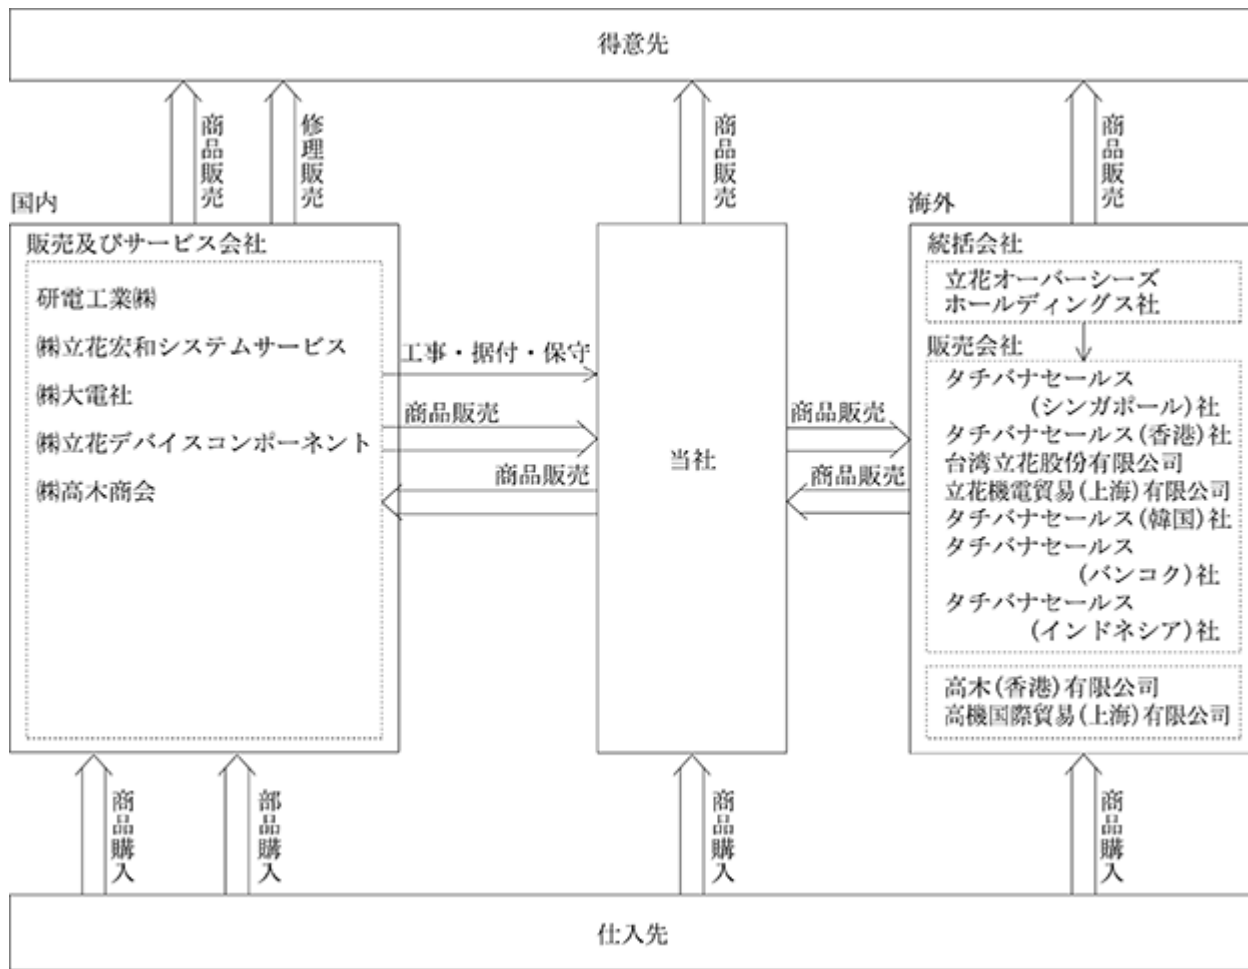 得意先
商品販売
修理販売
商品販売
商品販売
国内
海外
販売及びサービス会社
研電工業㈱
㈱立花宏和システムサービス
㈱大電社
㈱立花デバイスコンポーネント
㈱高木商会
工事・据付・保守
商品販売
商品販売
当社
商品販売
商品販売
統括会社
立花オーバーシーズ
ホールディングス社
販売会社
タチバナセールス
(シンガポール)社
タチバナセールス(香港)社
台湾立花股份有限公司
立花機電貿易(上海)有限公司
タチバナセールス(韓国)社
タチバナセールス
(バンコク)社
タチバナセールス
(インドネシア)社
高木(香港)有限公司
高機国際貿易(上海)有限公司
商品購入
部品購入
商品購入
商品購入
仕入先